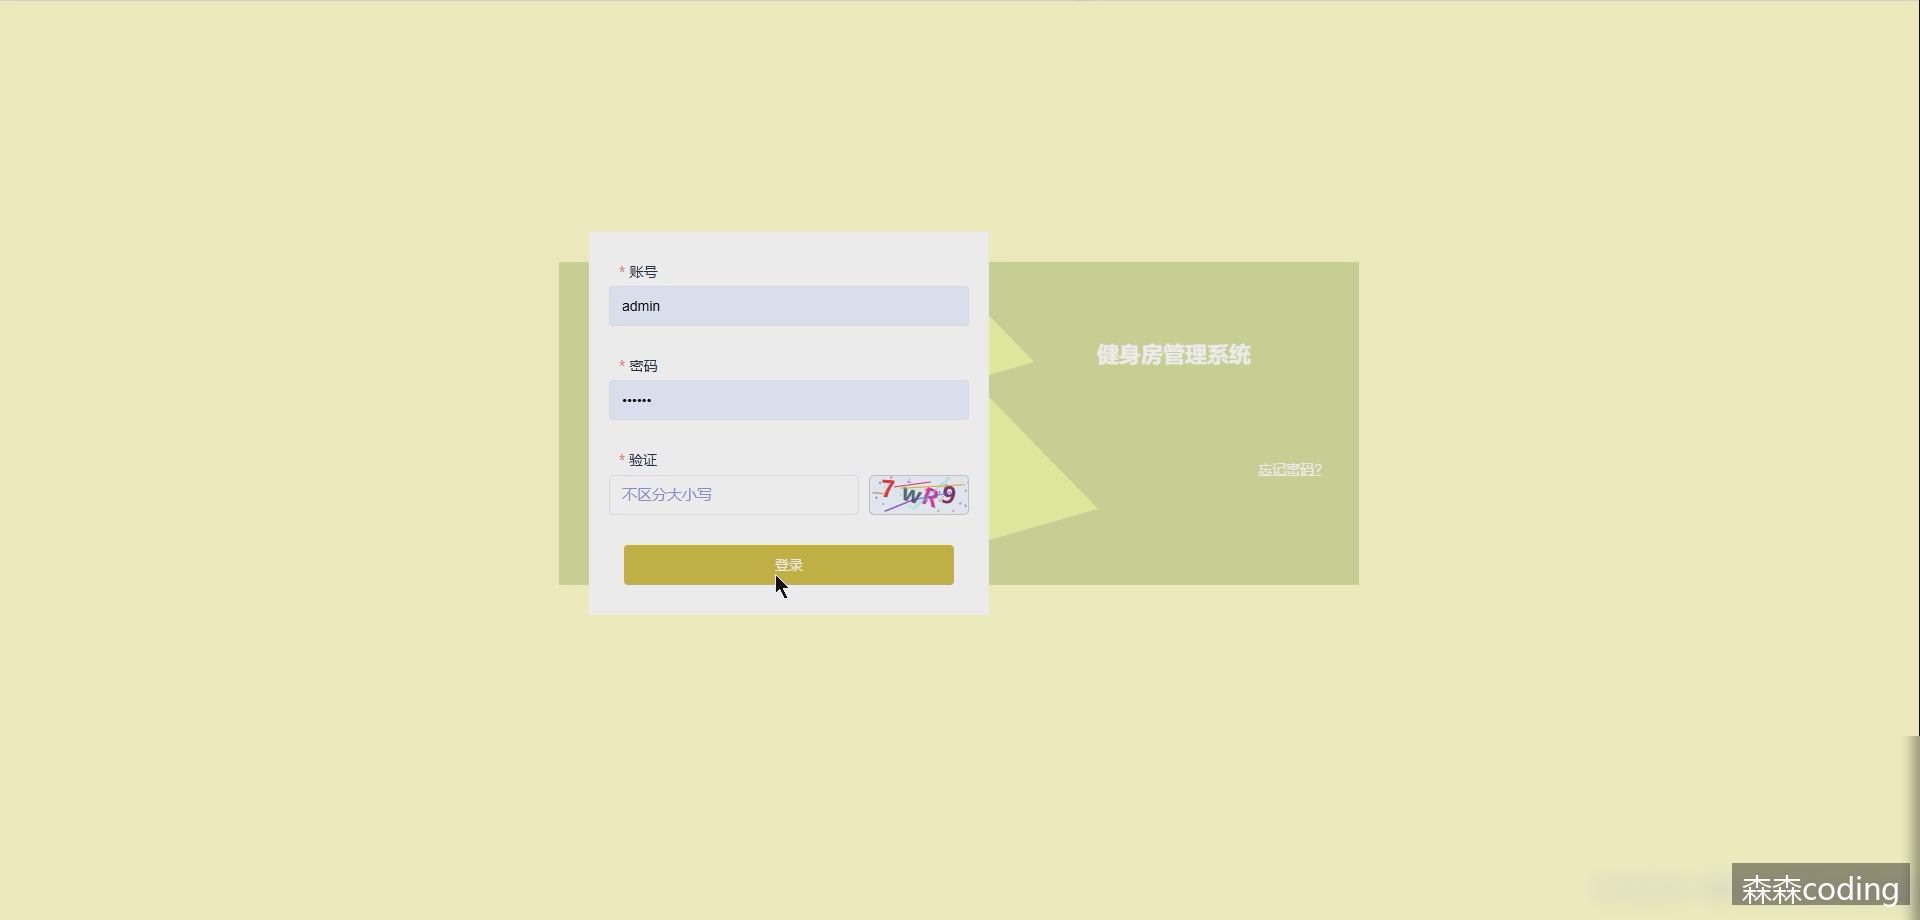 * 账号
admin
* 密码
••••••
* 验证
不区分大小写
7wR9
登录
健身房管理系统
忘记密码?
森森coding